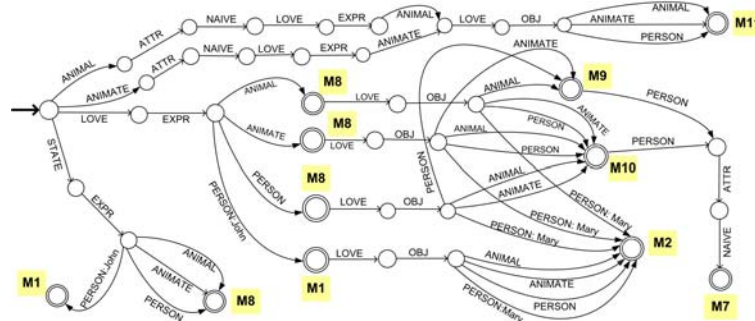 ANIMAL
ATTR
NAIVE
LOVE
EXPR
ANIMAL
LOVE
OBJ
ANIMAL
ANIMATE
PERSON
ANIMATE
ATTR
NAIVE
LOVE
EXPR
ANIMATE
LOVE
EXPR
ANIMAL
M8
LOVE
OBJ
ANIMAL
ANIMATE
M9
PERSON
ANIMATE
PERSON
ANIMATE
M8
LOVE
OBJ
ANIMAL
PERSON
M10
PERSON
STATE
PERSON
M8
LOVE
OBJ
PERSON
ANIMAL
ANIMATE
PERSON: Mary
PERSON: Mary
PERSON: Mary
ATTR
NAIVE
M7
PERSON:John
M1
LOVE
OBJ
ANIMAL
ANIMATE
PERSON
PERSON:Mary
M2
EXPR
PERSON:John
M1
ANIMAL
ANIMATE
PERSON
M8